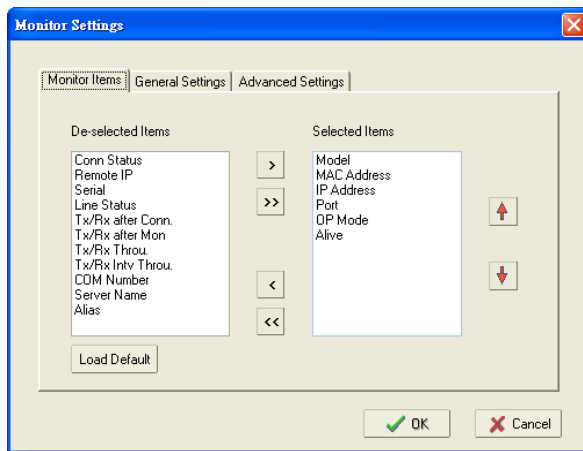 Monitor Settings
Monitor Items General Settings Advanced Settings
De-selected Items
Conn Status
Remote IP
Serial
Line Status
Tx/Rx after Conn.
Tx/Rx after Mon
Tx/Rx Throu.
Tx/Rx Intv Throu.
COM Number
Server Name
Alias
>
>>
<
<<
Selected Items
Model
MAC Address
IP Address
Port
OP Mode
Alive
Load Default
OK Cancel